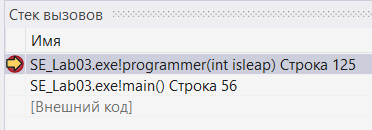 Стек вызовов
Имя
SE_Lab03.exe!programmer(int isleap) Строка 125
SE_Lab03.exe!main() Строка 56
[Внешний код]